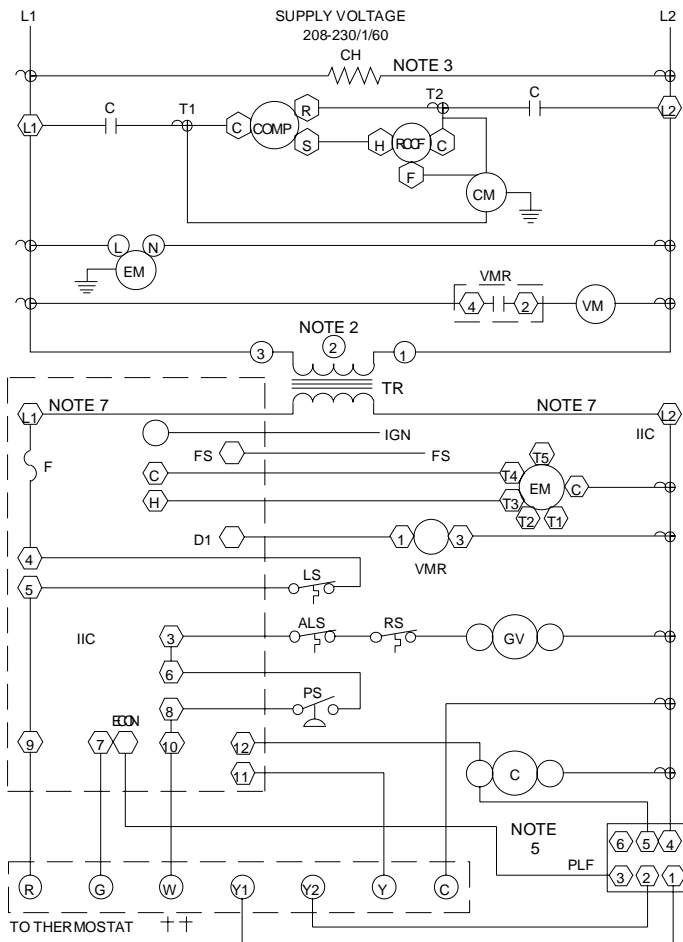 L1 SUPPLY VOLTAGE L2
208-230/1/60
CH NOTE 3
C T1 T2 C
L1 C COMP R L2
S H ROOF C
F
CM
L N
EM
VMR
4 2 VM
NOTE 2
3 2 1
TR
L1 NOTE 7 NOTE 7 L2
IGN IIC
F FS FS
T5
C T4 EM C
H T3
T2 T1
D1 1 3
VMR
4
5 LS
ALS RS
IIC 3 GV
6
PS
8
ECON
9 7 10 12
11 C
NOTE
5
6 5 4
PLF
3 2 1
R G W Y1 Y2 Y C
TO THERMOSTAT ††